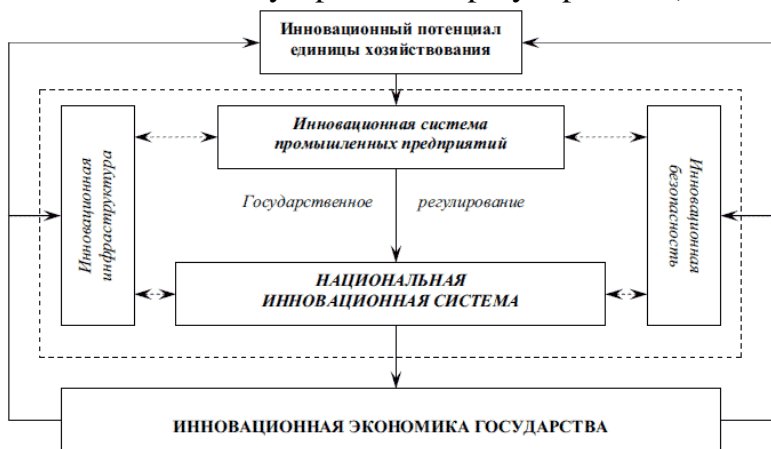 Инновационный потенциал
единицы хозяйствования
Инновационная система
промышленных предприятий
Инновационная
инфраструктура
Инновационная
безопасность
Государственное регулирование
НАЦИОНАЛЬНАЯ
ИННОВАЦИОННАЯ СИСТЕМА
ИННОВАЦИОННАЯ ЭКОНОМИКА ГОСУДАРСТВА